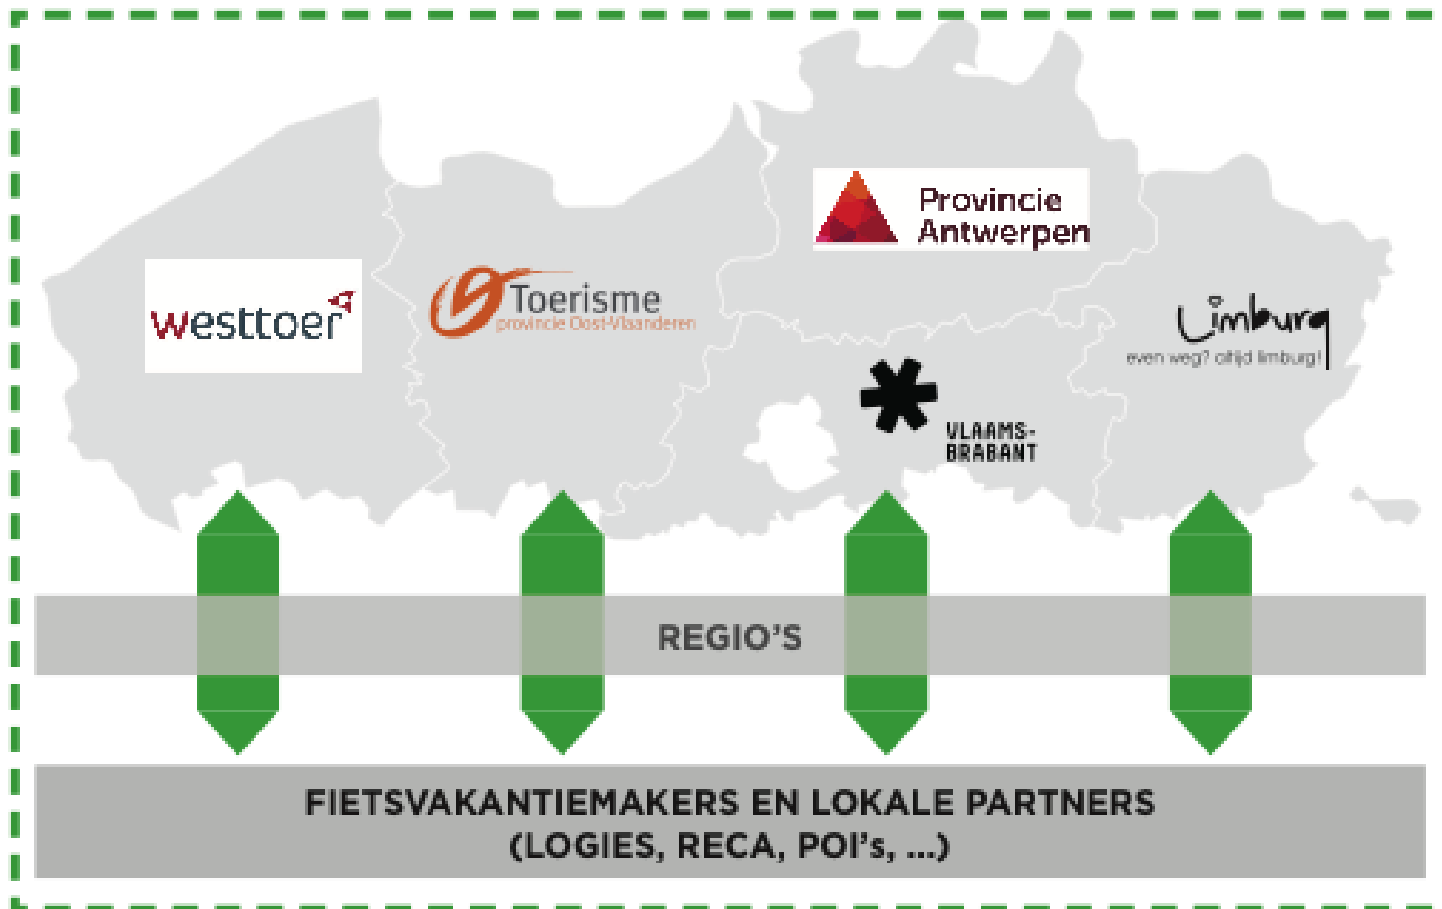 Provincie
Antwerpen
westtoer
Toerisme
provincie Oost-Vlaanderen
Limburg
even weg? altijd limburg!
VLAAMS-
BRABANT
REGIO'S
FIETSVAKANTIEMAKERS EN LOKALE PARTNERS
(LOGIES, RECA, POI's, ...)